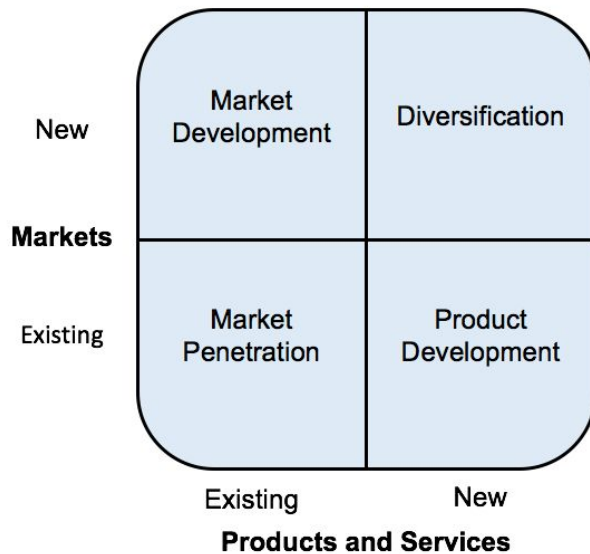 Market
Development
Diversification
New
Markets
Existing
Market
Penetration
Product
Development
Existing
New
Products and Services